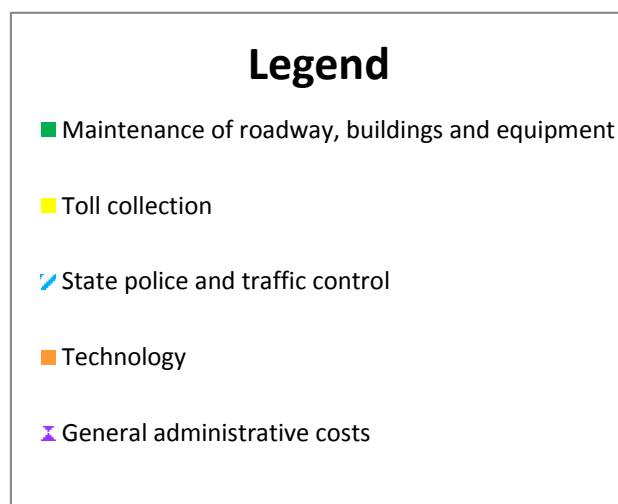 Legend
Maintenance of roadway, buildings and equipment
Toll collection
State police and traffic control
Technology
General administrative costs